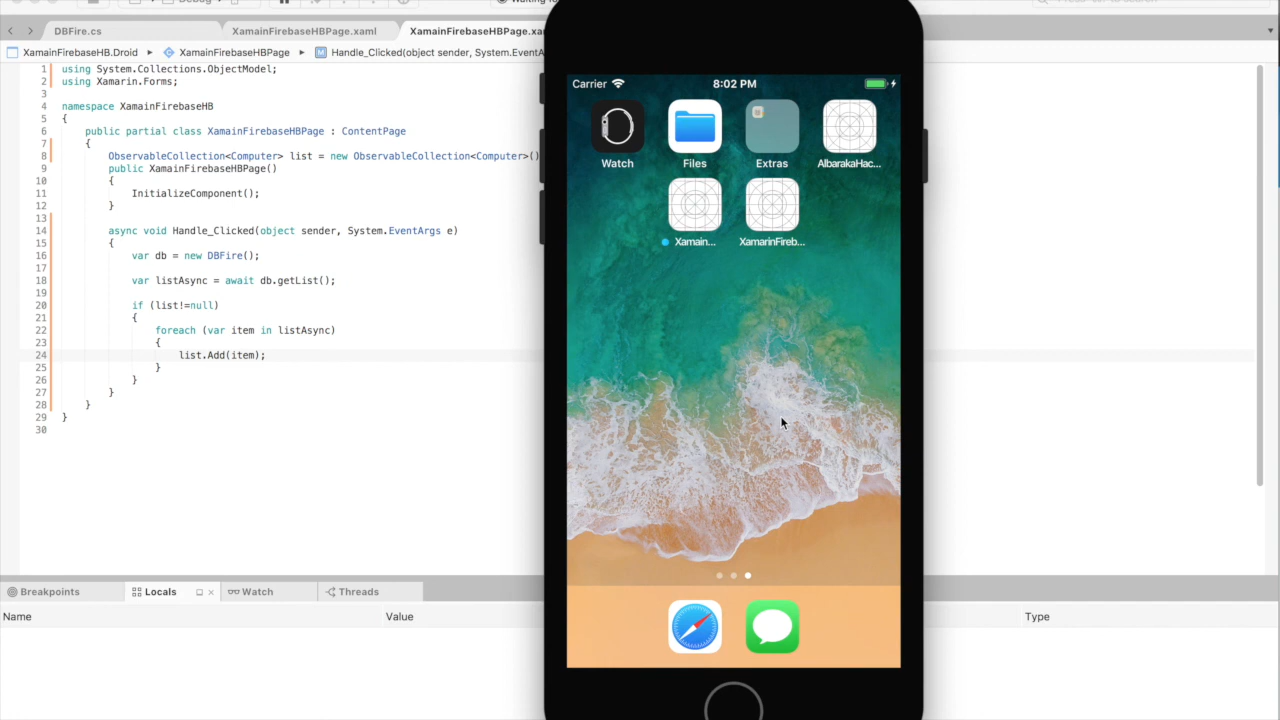 DBFire.cs
XamainFirebaseHBPage.xaml
XamainFirebaseHBPage.xa
XamainFirebaseHB.Droid
XamainFirebaseHBPage
Handle_Clicked(object sender, System.EventA
1 using System.Collections.ObjectModel;
2 using Xamarin.Forms;
3
4 namespace XamainFirebaseHB
5 {
6 public partial class XamainFirebaseHBPage : ContentPage
7 {
8 ObservableCollection<Computer> list = new ObservableCollection<Computer>()
9 public XamainFirebaseHBPage()
10 {
11 InitializeComponent();
12 }
13
14 async void Handle_Clicked(object sender, System.EventArgs e)
15 {
16 var db = new DBFire();
17
18 var listAsync = await db.getList();
19
20 if (list!=null)
21 {
22 foreach (var item in listAsync)
23 {
24 list.Add(item);
25 }
26 }
27 }
28 }
29 }
30
Carrier 8:02 PM
Watch Files Extras AlbarakaHac...
Xamain... XamarinFireb...
Breakpoints Locals Watch Threads
Name Value Type